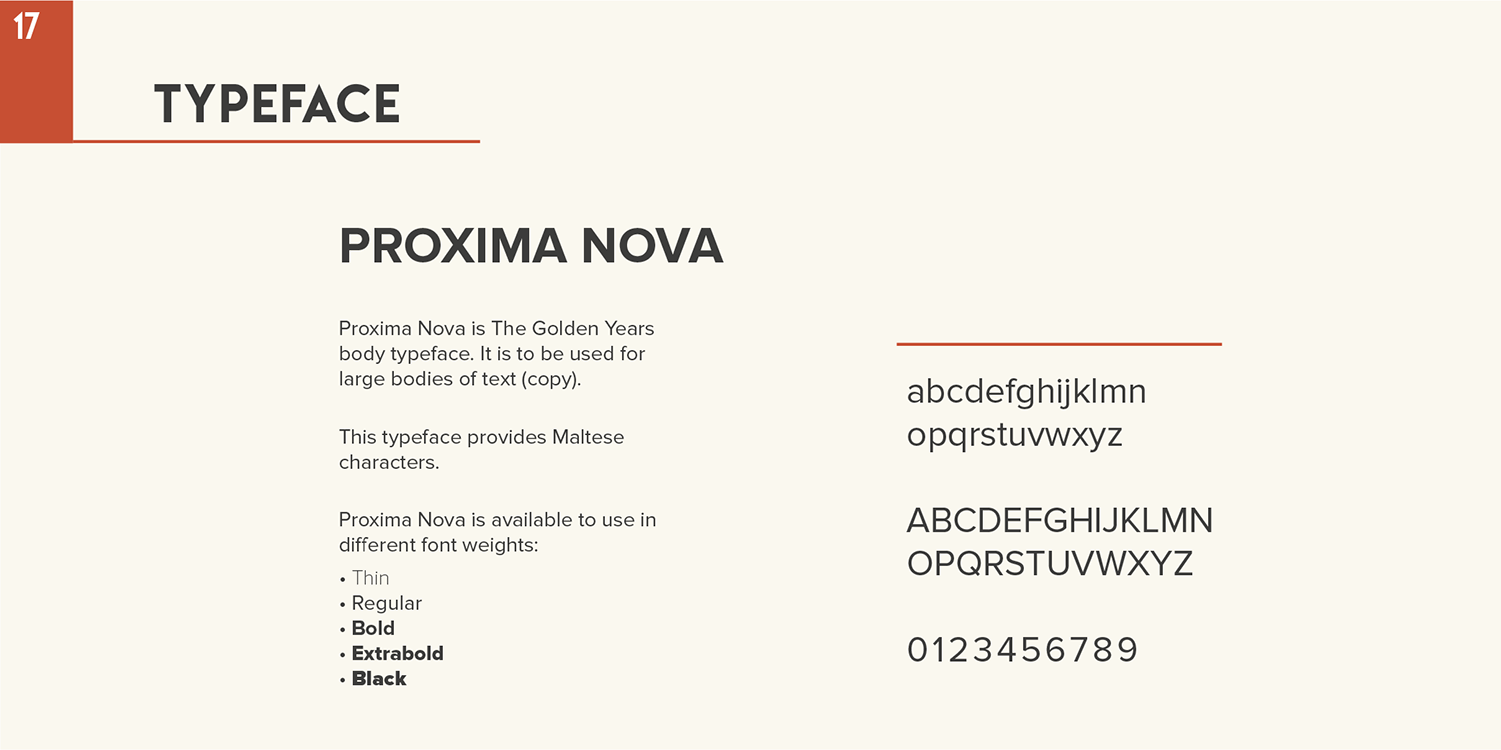 17
TYPEFACE
PROXIMA NOVA
Proxima Nova is The Golden Years
body typeface. It is to be used for
large bodies of text (copy).
This typeface provides Maltese
characters.
Proxima Nova is available to use in
different font weights:
• Thin
• Regular
• Bold
• Extrabold
• Black
abcdefghijklmn
opqrstuvwxyz
ABCDEFGHIJKLMN
OPQRSTUVWXYZ
0123456789